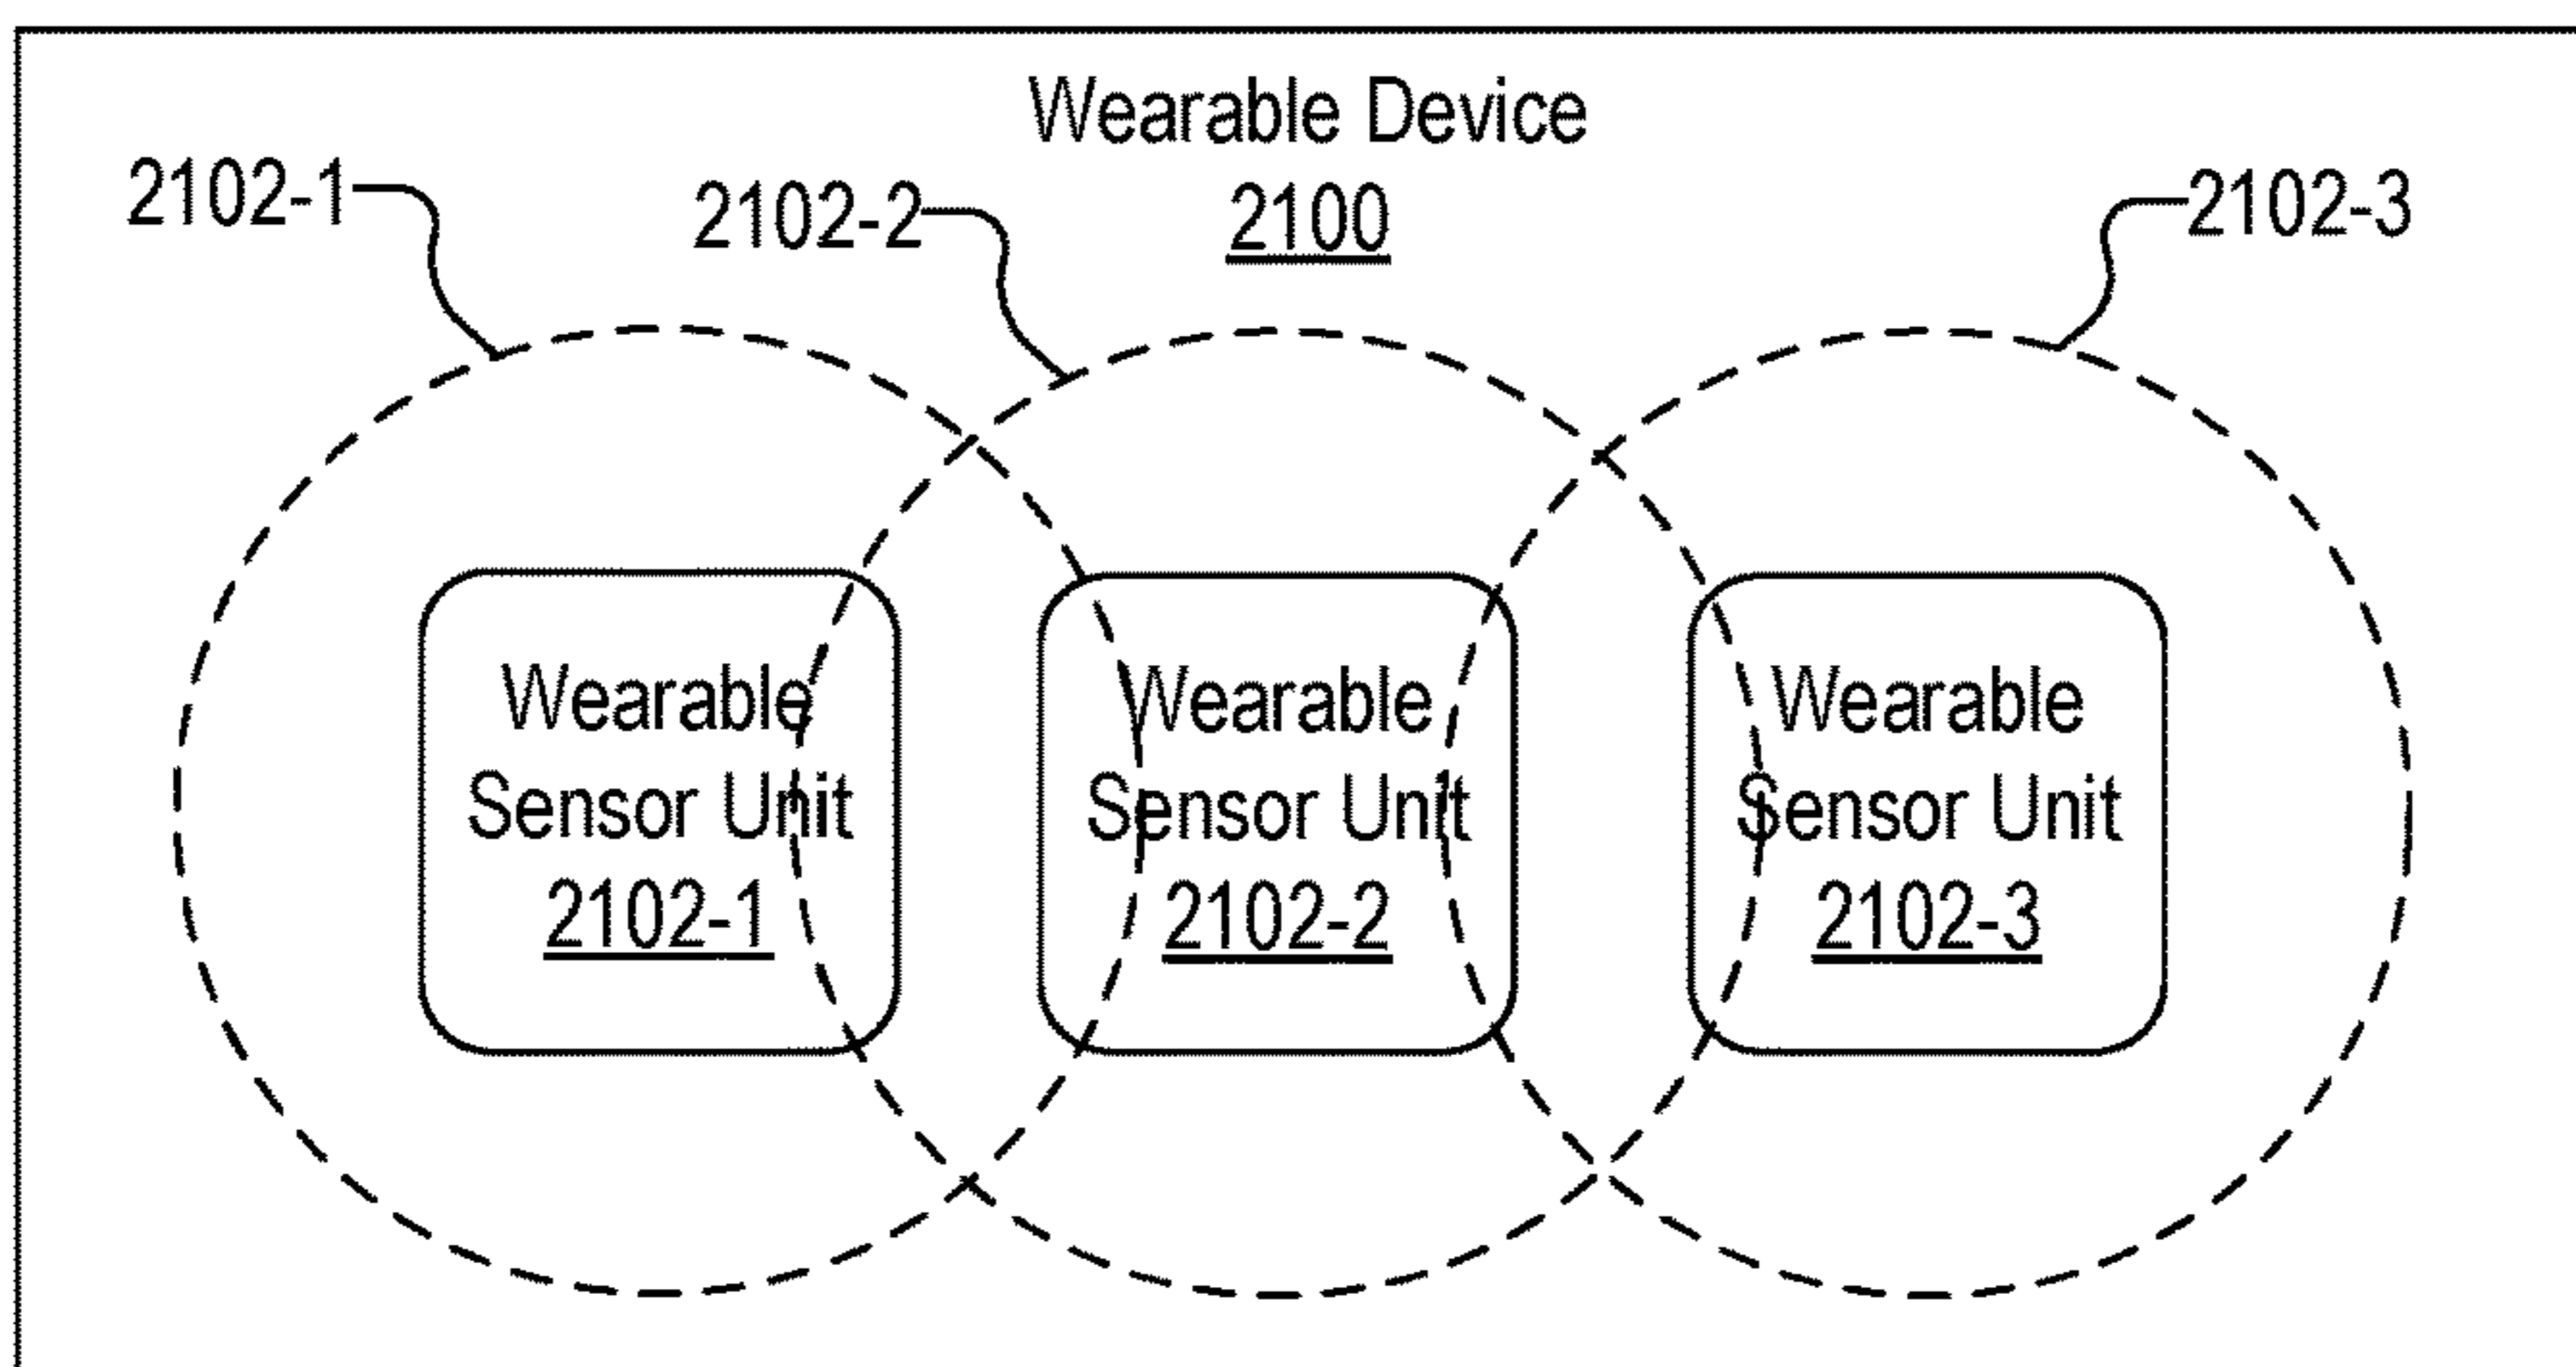 Wearable Device
2100
2102-1
2102-2
2102-3
Wearable
Sensor Unit
2102-1
Wearable
Sensor Unit
2102-2
Wearable
Sensor Unit
2102-3